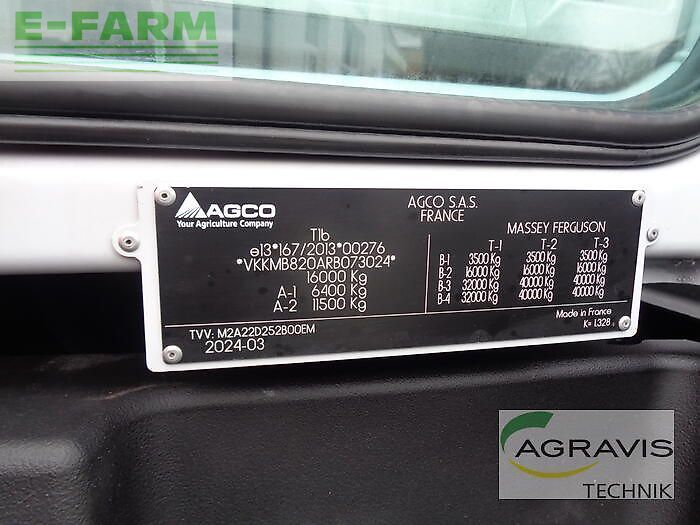 E-FARM
AGCO
Your Agriculture Company
AGCO S.A.S.
FRANCE
T1b
e13*167/2013*00276
*VKKMB820ARB073024*
16000 Kg
A-1 6400 Kg
A-2 11500 Kg
MASSEY FERGUSON
T-1 T-2 T-3
B-1 3500 Kg 3500 Kg 3500 Kg
B-2 16000 Kg 16000 Kg 16000 Kg
B-3 32000 Kg 40000 Kg 40000 Kg
B-4 32000 Kg 40000 Kg 40000 Kg
TVV: M2A22D252B00EM
2024-03
Made in France
K= 1.328
AGRAVIS
TECHNIK